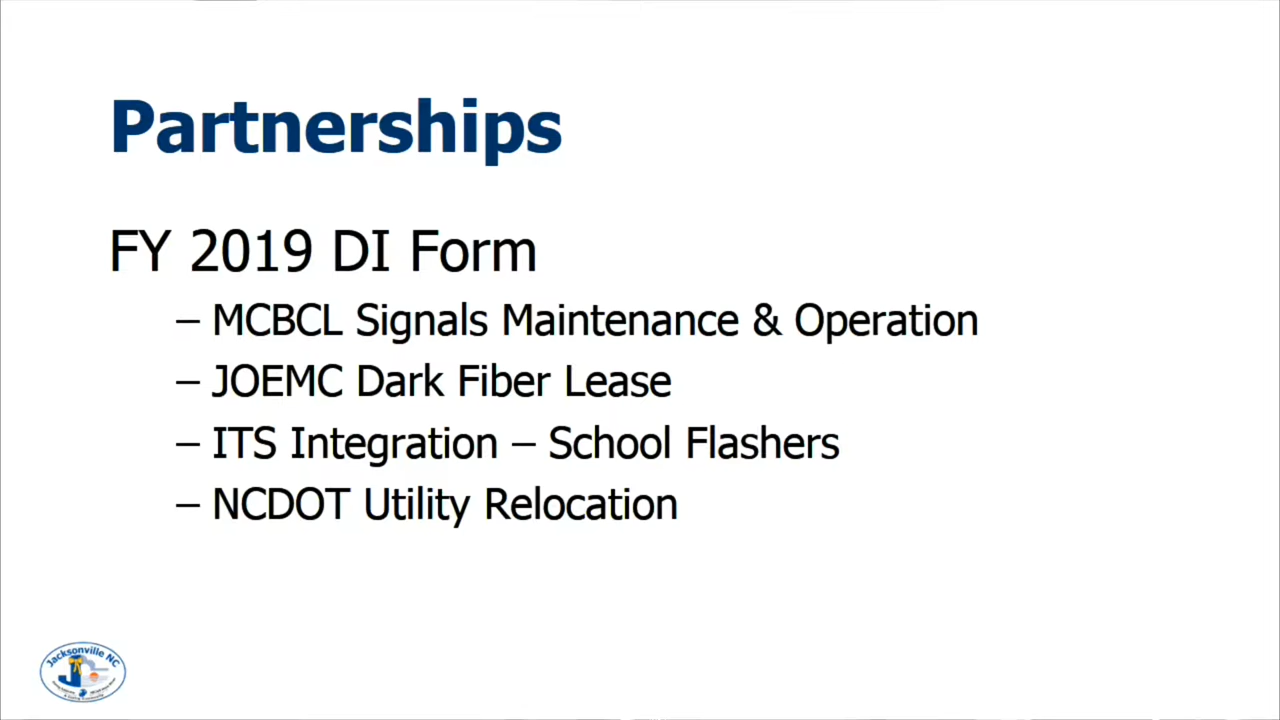 Partnerships
FY 2019 DI Form
– MCBCL Signals Maintenance & Operation
– JOEMC Dark Fiber Lease
– ITS Integration – School Flashers
– NCDOT Utility Relocation
Jacksonville NC